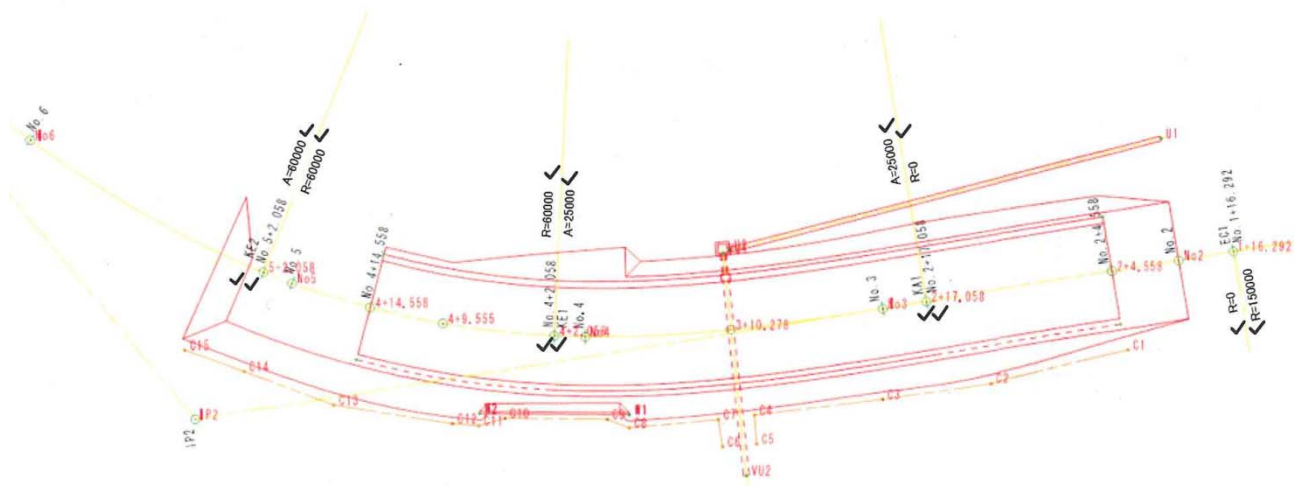 No.6
No6
A=60000
R=60000
KE2
No.5+2.058
5-2.058
No.5
No5
No.4+14.558
4+14.558
4+9.555
R=60000
A=25000
No.4+2.058
KE1
No.4
3+10.278
A=25000
R=0
U1
No.3
No3
KA1
No.2+17.058
2+17.058
No.2+4.558
2+4.558
No.2
No2
EC1
No.1+16.292
1+16.292
R=0
R=150000
C15
C14
C13
IP2
IP2
C12
C11
W2
C10
C9
W1
C8
C7
C6
C4
C5
VU2
C3
C2
C1